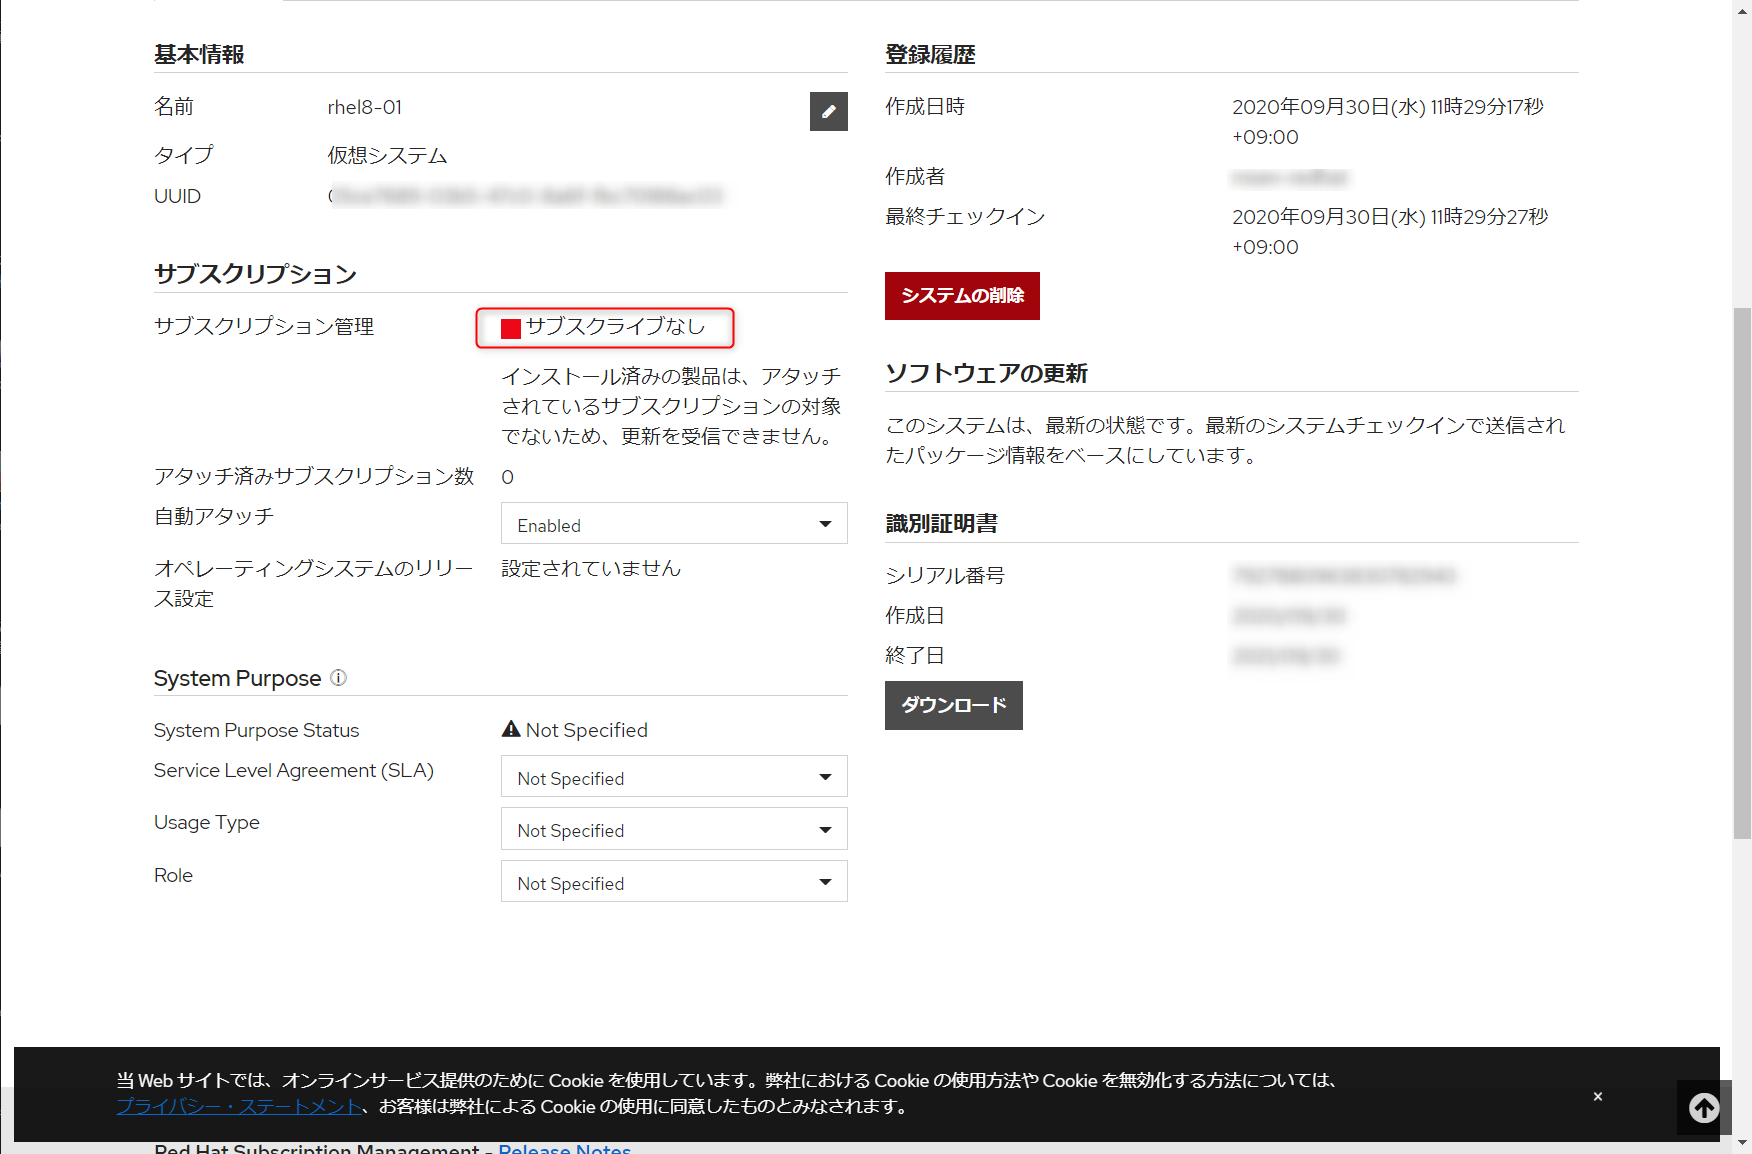 基本情報
名前 rhel8-01
タイプ 仮想システム
UUID
サブスクリプション
サブスクリプション管理 サブスクライブなし
インストール済みの製品は、アタッチ
されているサブスクリプションの対象
でないため、更新を受信できません。
アタッチ済みサブスクリプション数 0
自動アタッチ Enabled
オペレーティングシステムのリリー 設定されていません
ス設定
System Purpose
System Purpose Status Not Specified
Service Level Agreement (SLA) Not Specified
Usage Type Not Specified
Role Not Specified
登録履歴
作成日時 2020年09月30日(水) 11時29分17秒
+09:00
作成者
最終チェックイン 2020年09月30日(水) 11時29分27秒
+09:00
システムの削除
ソフトウェアの更新
このシステムは、最新の状態です。最新のシステムチェックインで送信され
たパッケージ情報をベースにしています。
識別証明書
シリアル番号
作成日
終了日
ダウンロード
当 Web サイトでは、オンラインサービス提供のために Cookie を使用しています。弊社における Cookie の使用方法や Cookie を無効化する方法については、
プライバシー・ステートメント、お客様は弊社による Cookie の使用に同意したものとみなされます。
×
Red Hat Subscription Management - Release Notes